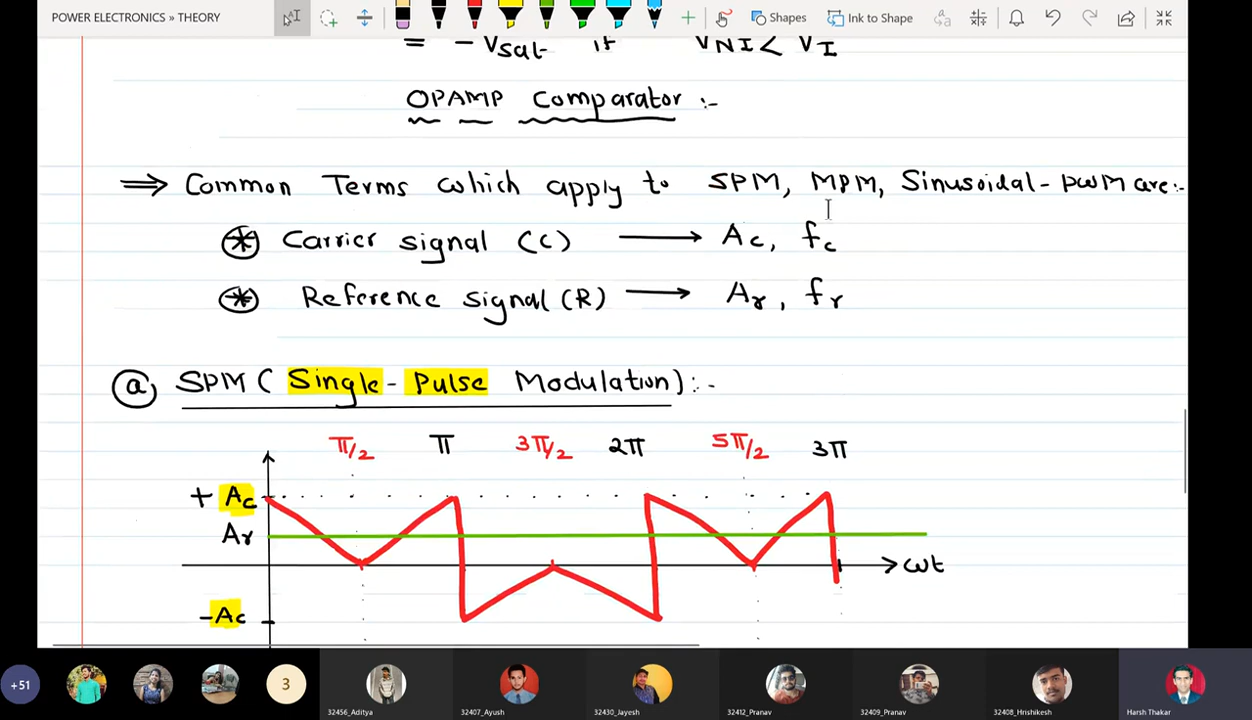 POWER ELECTRONICS » THEORY
Shapes
Ink to Shape
= - Vsat if VNI < VI
OPAMP Comparator :-
⇒ Common Terms which apply to SPM, MPM, Sinusoidal-PWM are:-
* Carrier signal (C) → Ac, fc
* Reference signal (R) → Ar, fr
a) SPM ( Single-Pulse Modulation):-
π/2 π 3π/2 2π 5π/2 3π
+ Ac
Ar
ωt
-Ac
+51
3
32456_Aditya
32407_Ayush
32430_Jayesh
32412_Pranav
32409_Pranav
32408_Hrishikesh
Harsh Thakar